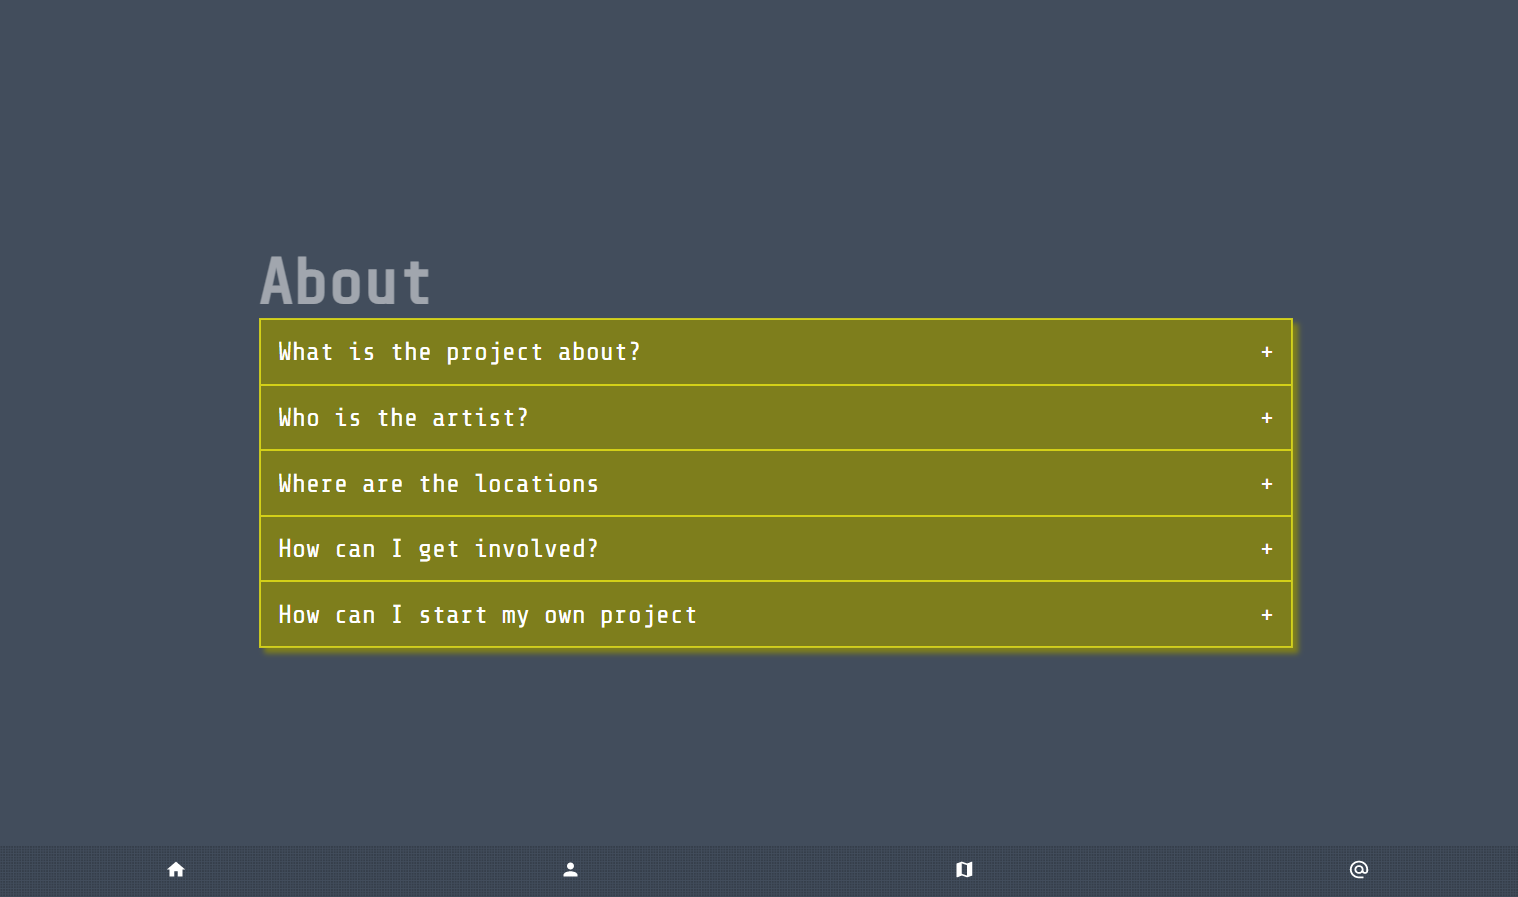 About
What is the project about? +
Who is the artist? +
Where are the locations +
How can I get involved? +
How can I start my own project +